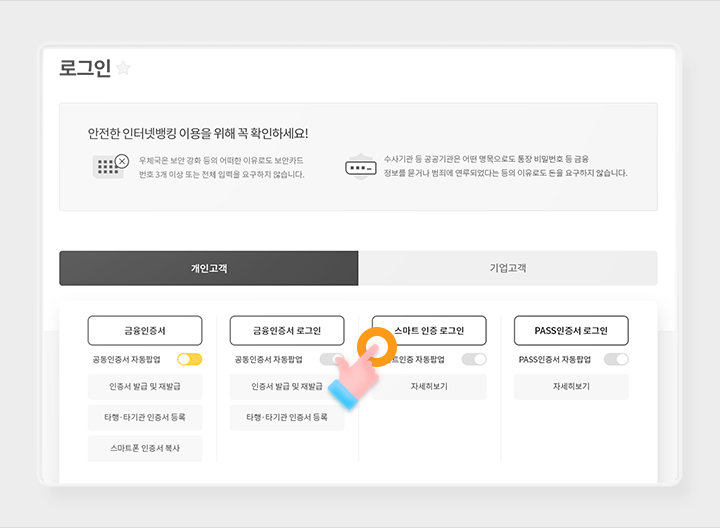 로그인
안전한 인터넷뱅킹 이용을 위해 꼭 확인하세요!
우체국은 보안 강화 등의 어떠한 이유로도 보안카드
번호 3개 이상 또는 전체 입력을 요구하지 않습니다.
수사기관 등 공공기관은 어떤 명목으로도 통장 비밀번호 등 금융
정보를 묻거나 범죄에 연루되었다는 등의 이유로도 돈을 요구하지 않습니다.
개인고객
기업고객
금융인증서
금융인증서 로그인
스마트 인증 로그인
PASS인증서 로그인
공동인증서 자동팝업
공동인증서 자동팝업
트인증 자동팝업
PASS인증서 자동팝업
인증서 발급 및 재발급
인증서 발급 및 재발급
자세히보기
자세히보기
타행·타기관 인증서 등록
타행·타기관 인증서 등록
스마트폰 인증서 복사